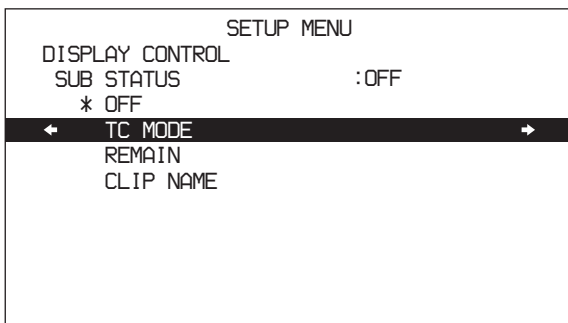 SETUP MENU
DISPLAY CONTROL
SUB STATUS :OFF
* OFF
← TC MODE →
REMAIN
CLIP NAME